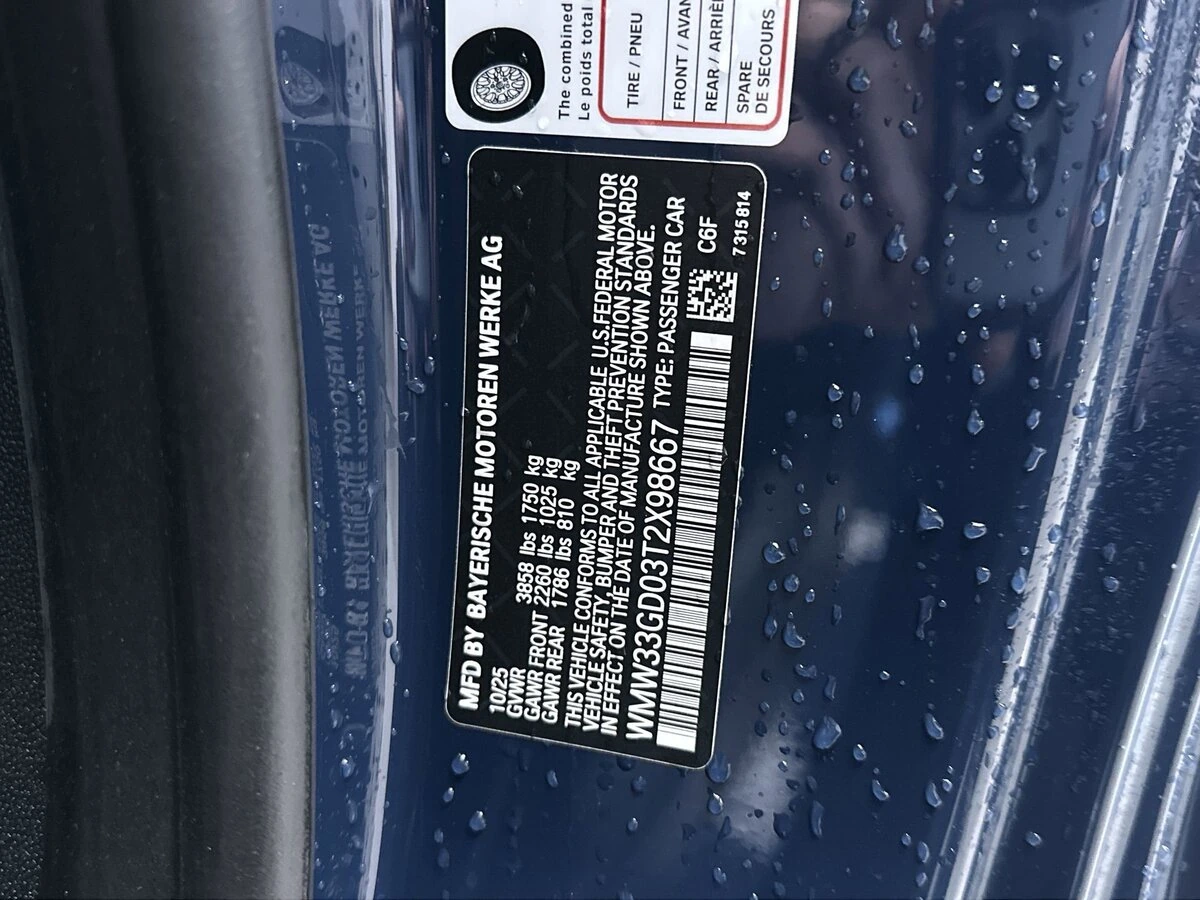 The combined
Le poids total
TIRE / PNEU
FRONT / AVAN
REAR / ARRIÈ
SPARE
DE SECOURS
MFD BY BAYERISCHE MOTOREN WERKE AG
10/25
GVWR 3858 lbs 1750 kg
GAWR FRONT 2260 lbs 1025 kg
GAWR REAR 1786 lbs 810 kg
THIS VEHICLE CONFORMS TO ALL APPLICABLE U.S.FEDERAL MOTOR
VEHICLE SAFETY, BUMPER AND THEFT PREVENTION STANDARDS
IN EFFECT ON THE DATE OF MANUFACTURE SHOWN ABOVE.
WMW33GD03T2X98667 TYPE: PASSENGER CAR
C6F
7315814